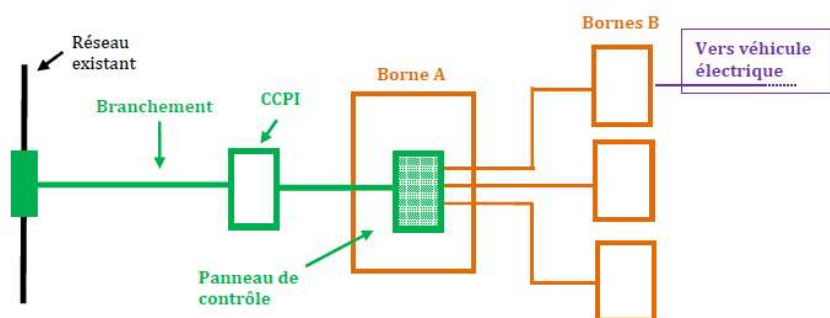 Réseau
existant
Branchement
CCPI
Borne A
Bornes B
Vers véhicule
électrique
Panneau de
contrôle